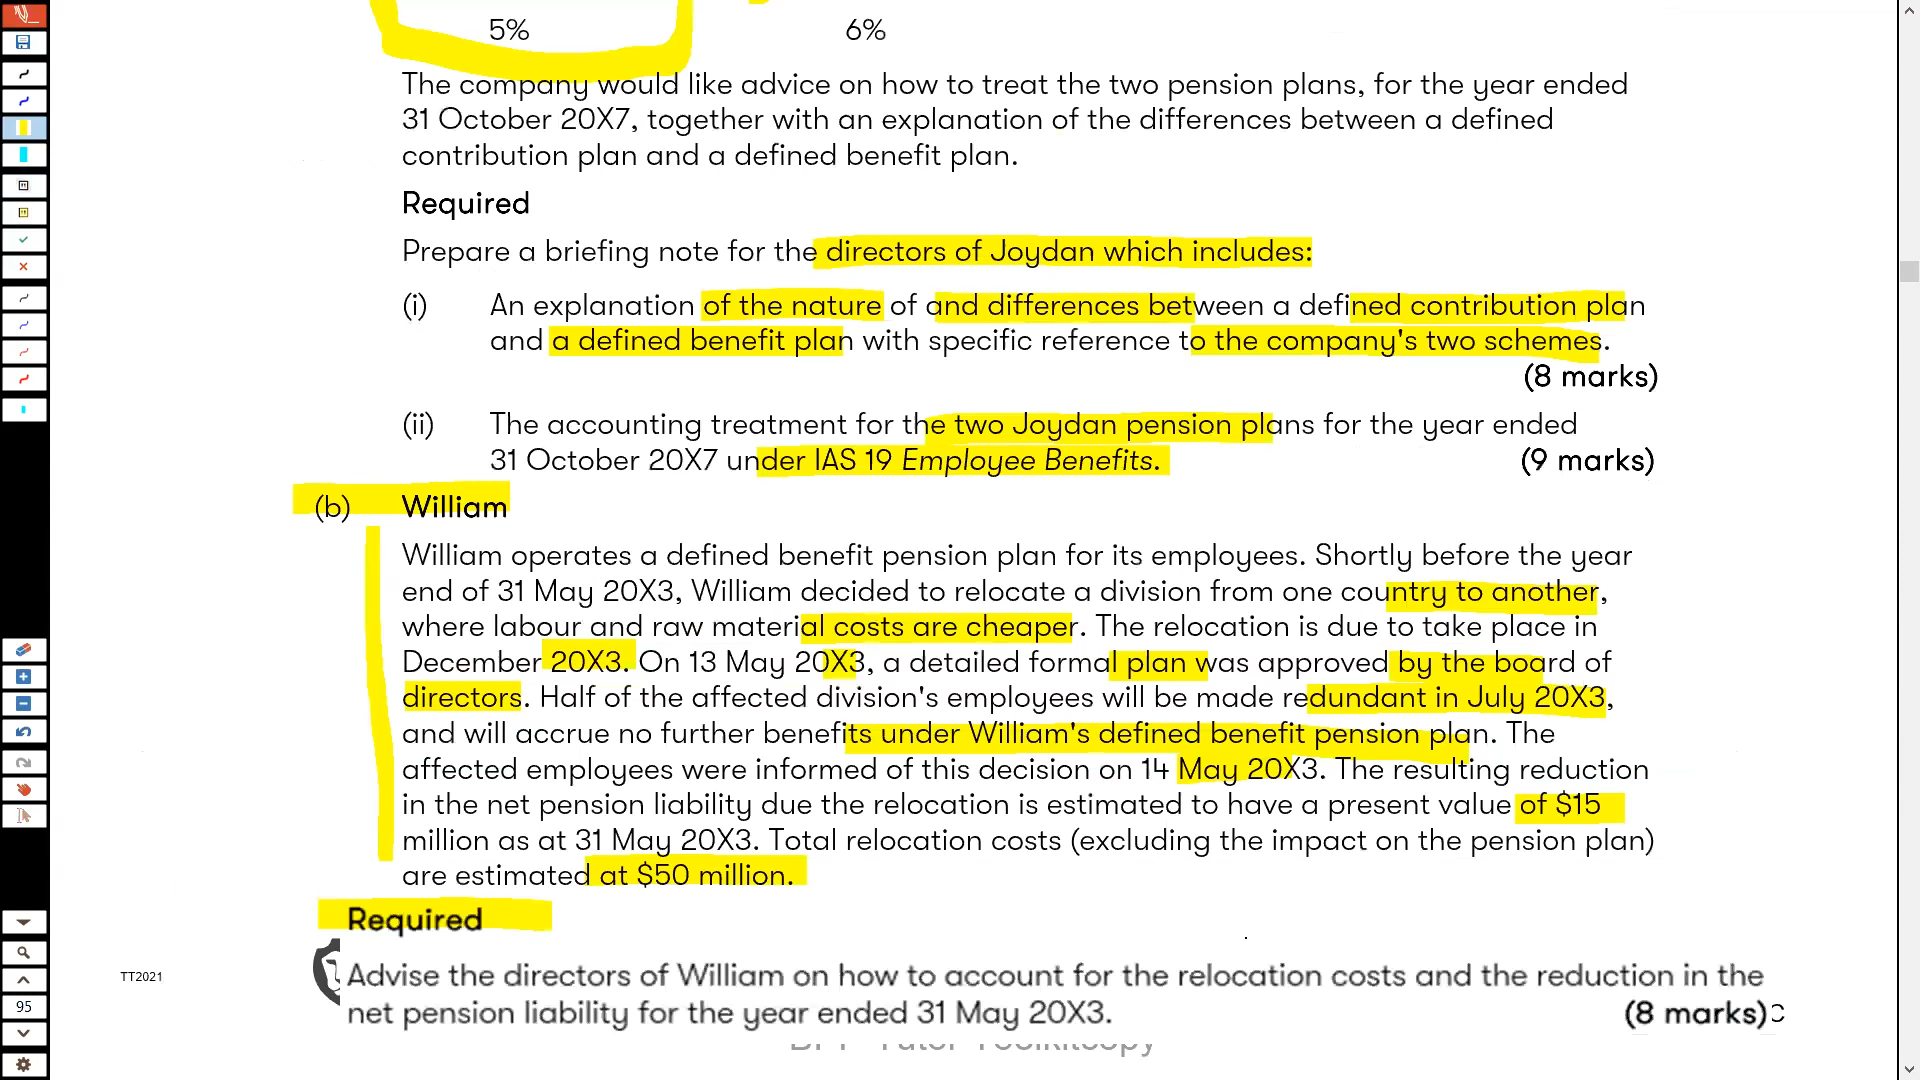 5% 6%
The company would like advice on how to treat the two pension plans, for the year ended
31 October 20X7, together with an explanation of the differences between a defined
contribution plan and a defined benefit plan.
Required
Prepare a briefing note for the directors of Joydan which includes:
(i) An explanation of the nature of and differences between a defined contribution plan
and a defined benefit plan with specific reference to the company's two schemes.
(8 marks)
(ii) The accounting treatment for the two Joydan pension plans for the year ended
31 October 20X7 under IAS 19 Employee Benefits. (9 marks)
(b) William
William operates a defined benefit pension plan for its employees. Shortly before the year
end of 31 May 20X3, William decided to relocate a division from one country to another,
where labour and raw material costs are cheaper. The relocation is due to take place in
December 20X3. On 13 May 20X3, a detailed formal plan was approved by the board of
directors. Half of the affected division's employees will be made redundant in July 20X3,
and will accrue no further benefits under William's defined benefit pension plan. The
affected employees were informed of this decision on 14 May 20X3. The resulting reduction
in the net pension liability due the relocation is estimated to have a present value of $15
million as at 31 May 20X3. Total relocation costs (excluding the impact on the pension plan)
are estimated at $50 million.
Required
Advise the directors of William on how to account for the relocation costs and the reduction in the
net pension liability for the year ended 31 May 20X3. (8 marks)
TT2021
95